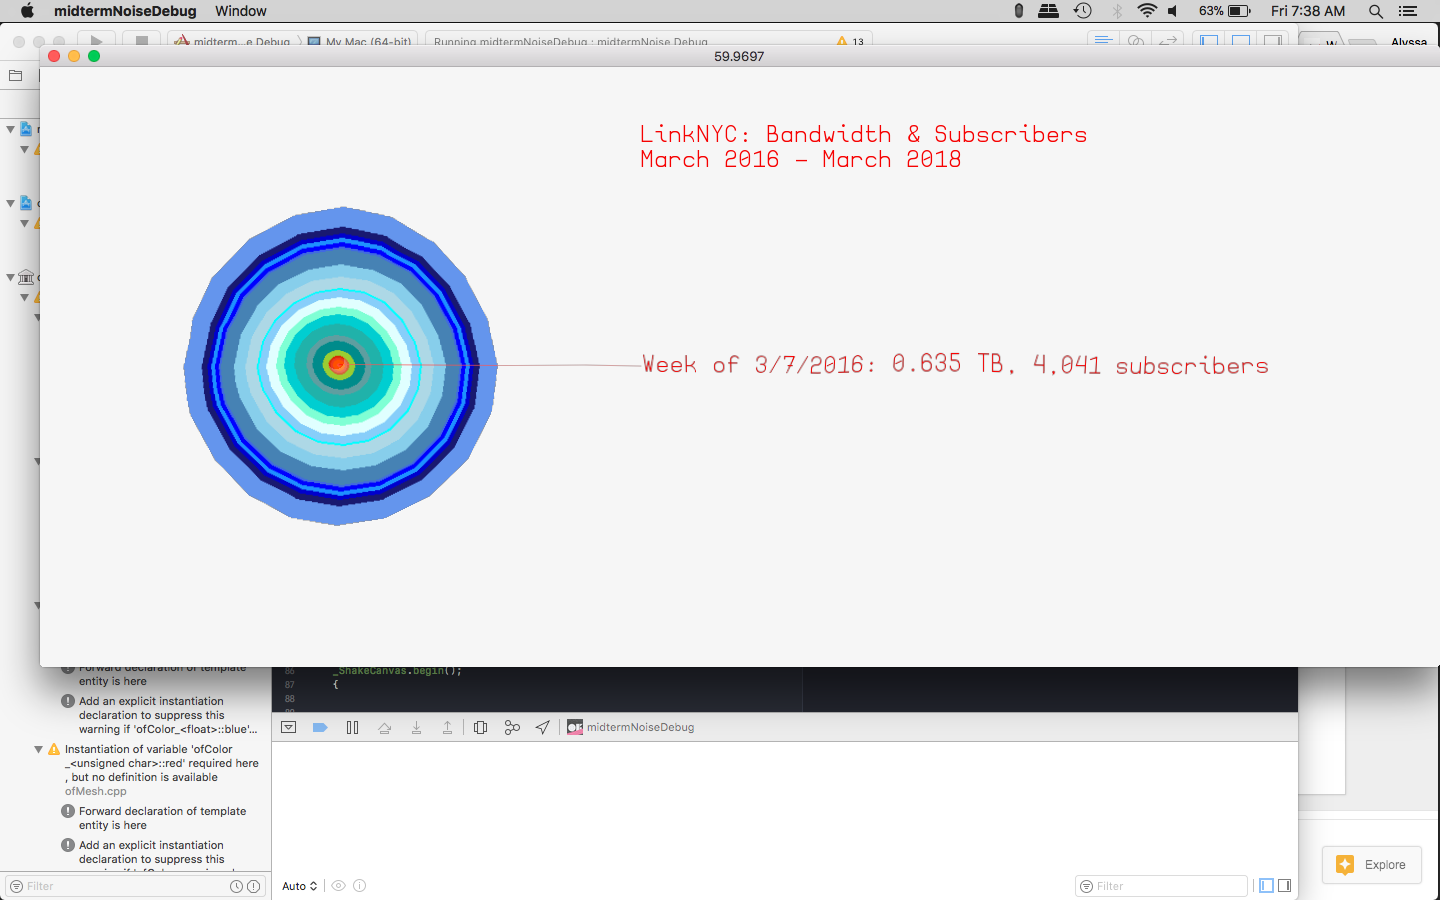 midtermNoiseDebug Window 63% Fri 7:38 AM
midterm...e Debug My Mac (64-bit) Running midtermNoiseDebug : midtermNoise Debug 13 Alyssa
59.9697
LinkNYC: Bandwidth & Subscribers
March 2016 - March 2018
Week of 3/7/2016: 0.635 TB, 4,041 subscribers
Forward declaration of template
entity is here
Add an explicit instantiation
declaration to suppress this
warning if 'ofColor_<float>::blue'...
Instantiation of variable 'ofColor
_<unsigned char>::red' required here
, but no definition is available
ofMesh.cpp
Forward declaration of template
entity is here
Add an explicit instantiation
declaration to suppress this
Filter
86 _ShakeCanvas.begin();
87 {
88
midtermNoiseDebug
Auto
Filter
Explore